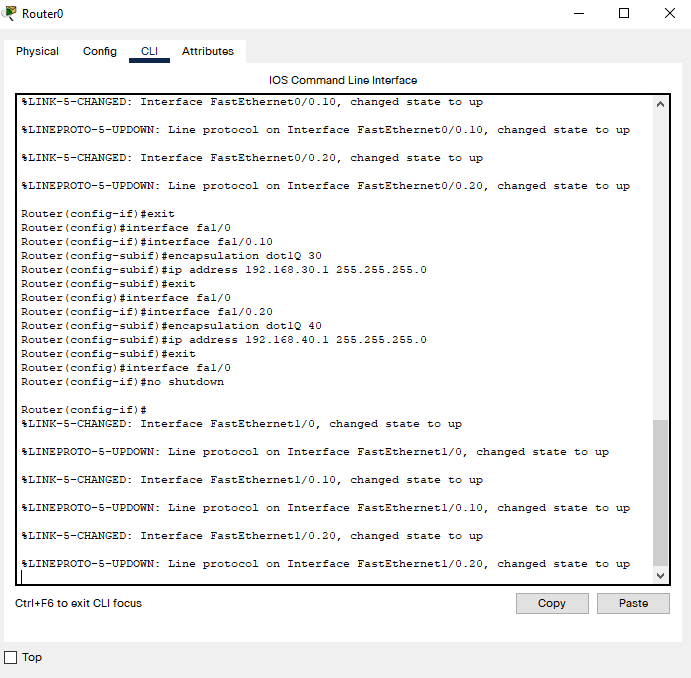 Router0
Physical Config CLI Attributes
IOS Command Line Interface
%LINK-5-CHANGED: Interface FastEthernet0/0.10, changed state to up
%LINEPROTO-5-UPDOWN: Line protocol on Interface FastEthernet0/0.10, changed state to up
%LINK-5-CHANGED: Interface FastEthernet0/0.20, changed state to up
%LINEPROTO-5-UPDOWN: Line protocol on Interface FastEthernet0/0.20, changed state to up
Router(config-if)#exit
Router(config)#interface fa1/0
Router(config-if)#interface fa1/0.10
Router(config-subif)#encapsulation dot1Q 30
Router(config-subif)#ip address 192.168.30.1 255.255.255.0
Router(config-subif)#exit
Router(config)#interface fa1/0
Router(config-if)#interface fa1/0.20
Router(config-subif)#encapsulation dot1Q 40
Router(config-subif)#ip address 192.168.40.1 255.255.255.0
Router(config-subif)#exit
Router(config)#interface fa1/0
Router(config-if)#no shutdown
Router(config-if)#
%LINK-5-CHANGED: Interface FastEthernet1/0, changed state to up
%LINEPROTO-5-UPDOWN: Line protocol on Interface FastEthernet1/0, changed state to up
%LINK-5-CHANGED: Interface FastEthernet1/0.10, changed state to up
%LINEPROTO-5-UPDOWN: Line protocol on Interface FastEthernet1/0.10, changed state to up
%LINK-5-CHANGED: Interface FastEthernet1/0.20, changed state to up
%LINEPROTO-5-UPDOWN: Line protocol on Interface FastEthernet1/0.20, changed state to up
Ctrl+F6 to exit CLI focus
Copy Paste
Top